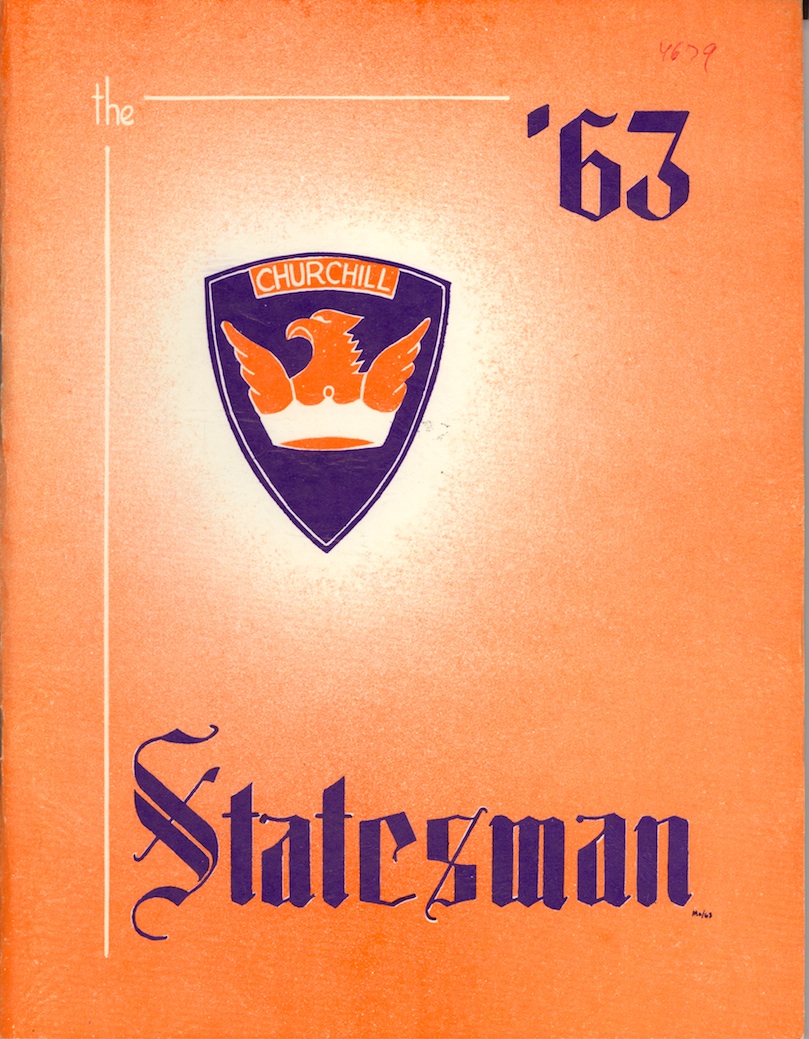 4679
the
'63
CHURCHILL
Statesman